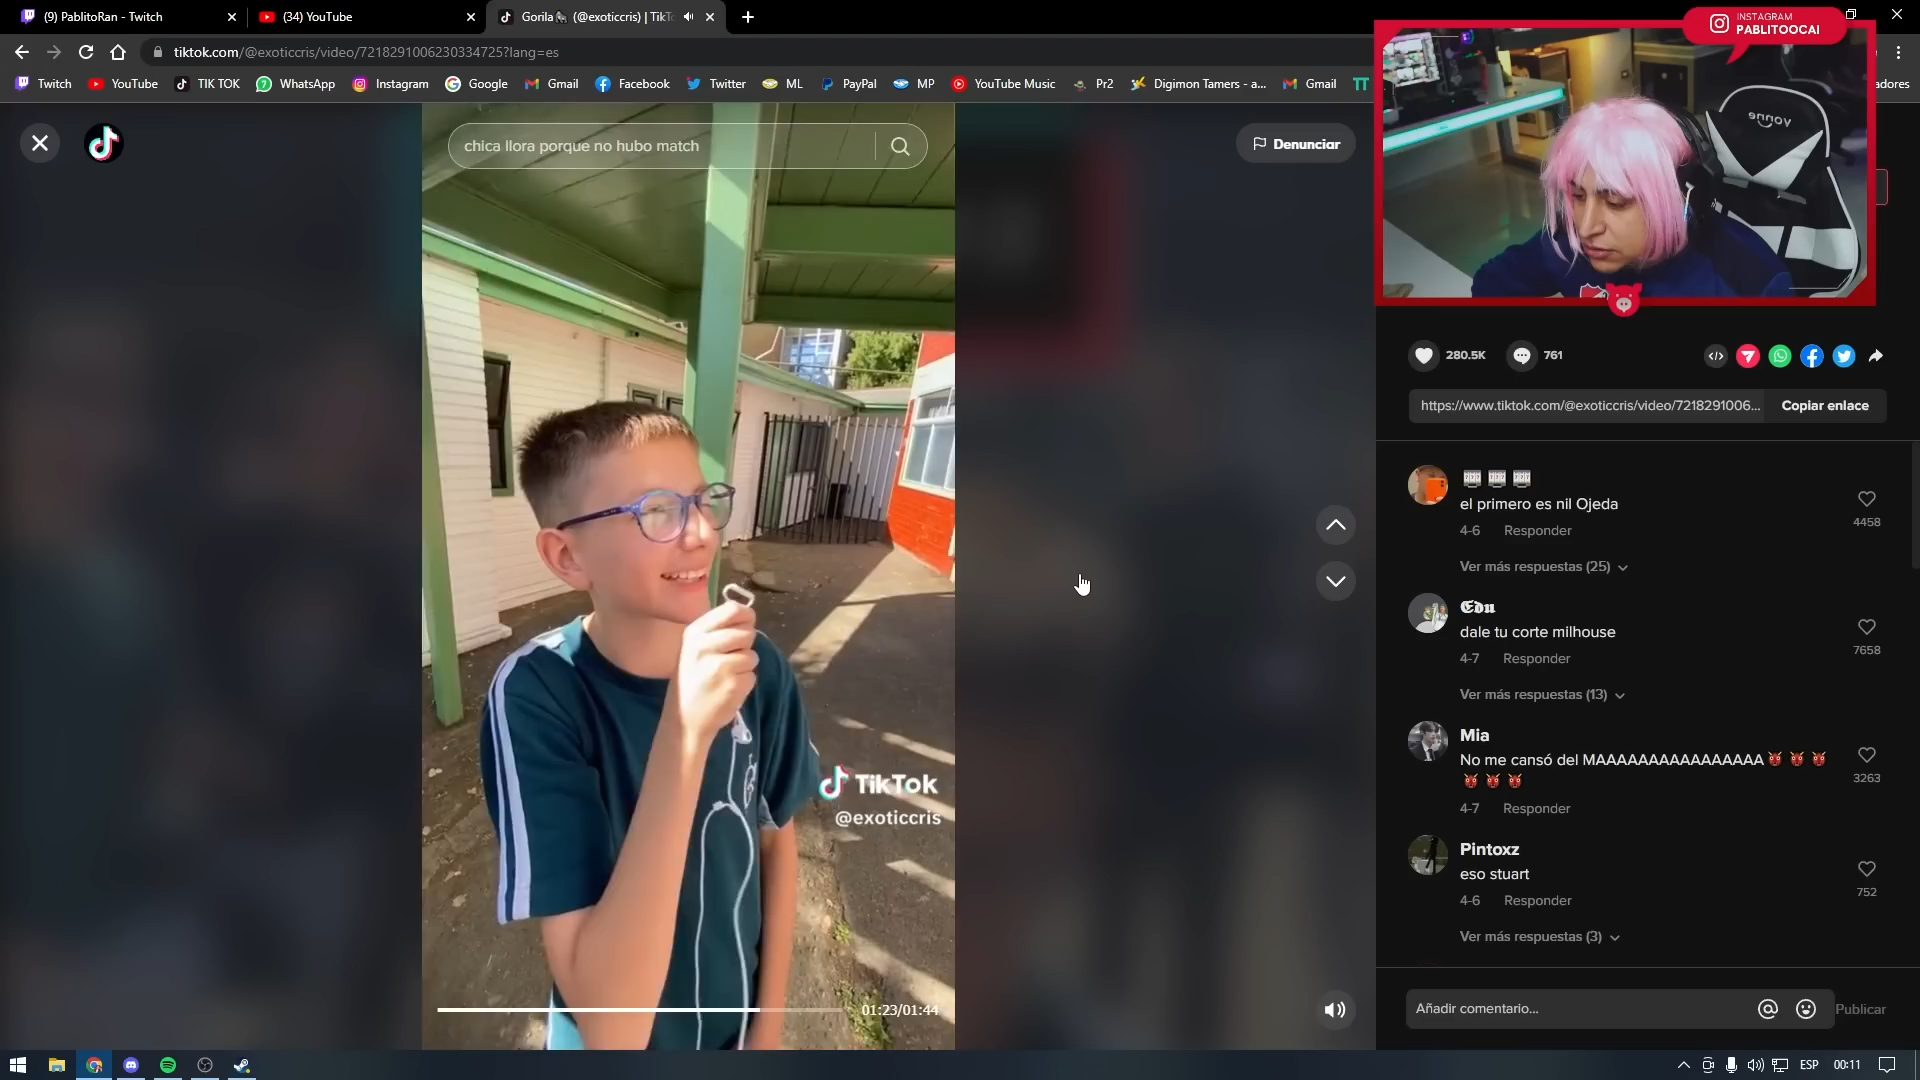 (9) PablitoRan - Twitch
(34) YouTube
Gorila🦍 (@exoticcris) | TikT
tiktok.com/@exoticcris/video/7218291006230334725?lang=es
Twitch
YouTube
TIK TOK
WhatsApp
Instagram
Google
Gmail
Facebook
Twitter
ML
PayPal
MP
YouTube Music
Pr2
Digimon Tamers - a...
Gmail
adores
INSTAGRAM
PABLITOOCAI
chica llora porque no hubo match
Denunciar
TikTok
@exoticcris
01:23/01:44
280.5K
761
https://www.tiktok.com/@exoticcris/video/7218291006...
Copiar enlace
el primero es nil Ojeda
4-6 Responder
4458
Ver más respuestas (25)
𝕰𝖉𝖚
dale tu corte milhouse
4-7 Responder
7658
Ver más respuestas (13)
Mia
No me cansó del MAAAAAAAAAAAAAAAA👹 👹 👹
👹 👹 👹
4-7 Responder
3263
Pintoxz
eso stuart
4-6 Responder
752
Ver más respuestas (3)
Añadir comentario...
Publicar
ESP
00:11